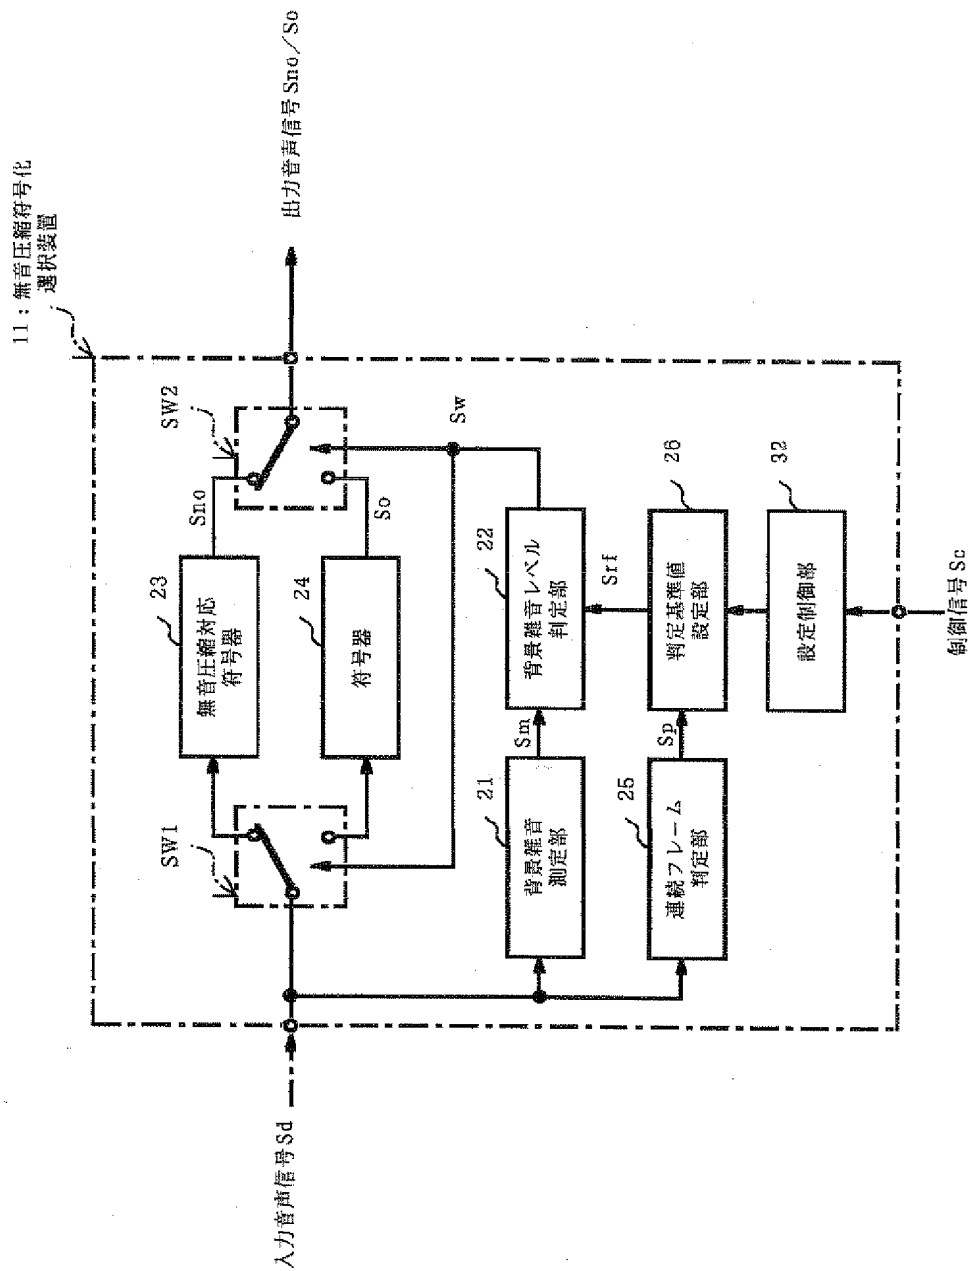 11：無音圧縮符号化
選択装置
出力音声信号Sno／So
SW2
Sno
So
Sw
23
無音圧縮対応
符号器
24
符号器
22
背景雑音レベル
判定部
Srf
26
判定基準値
設定部
32
設定制御部
制御信号 Sc
SW1
Sm
Sp
21
背景雑音
測定部
25
連続フレーム
判定部
入力音声信号Sd